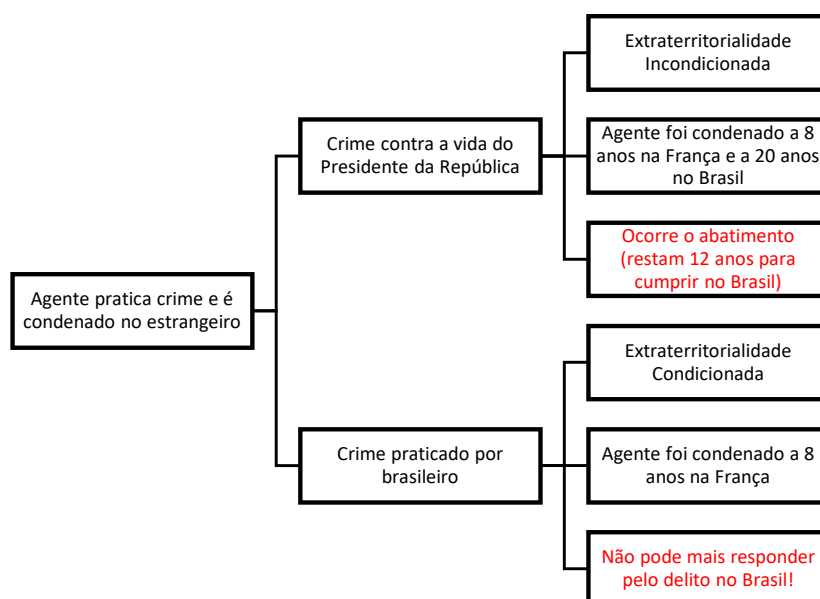 Agente pratica crime e é
condenado no estrangeiro
Crime contra a vida do
Presidente da República
Extraterritorialidade
Incondicionada
Agente foi condenado a 8
anos na França e a 20 anos
no Brasil
Ocorre o abatimento
(restam 12 anos para
cumprir no Brasil)
Crime praticado por
brasileiro
Extraterritorialidade
Condicionada
Agente foi condenado a 8
anos na França
Não pode mais responder
pelo delito no Brasil!